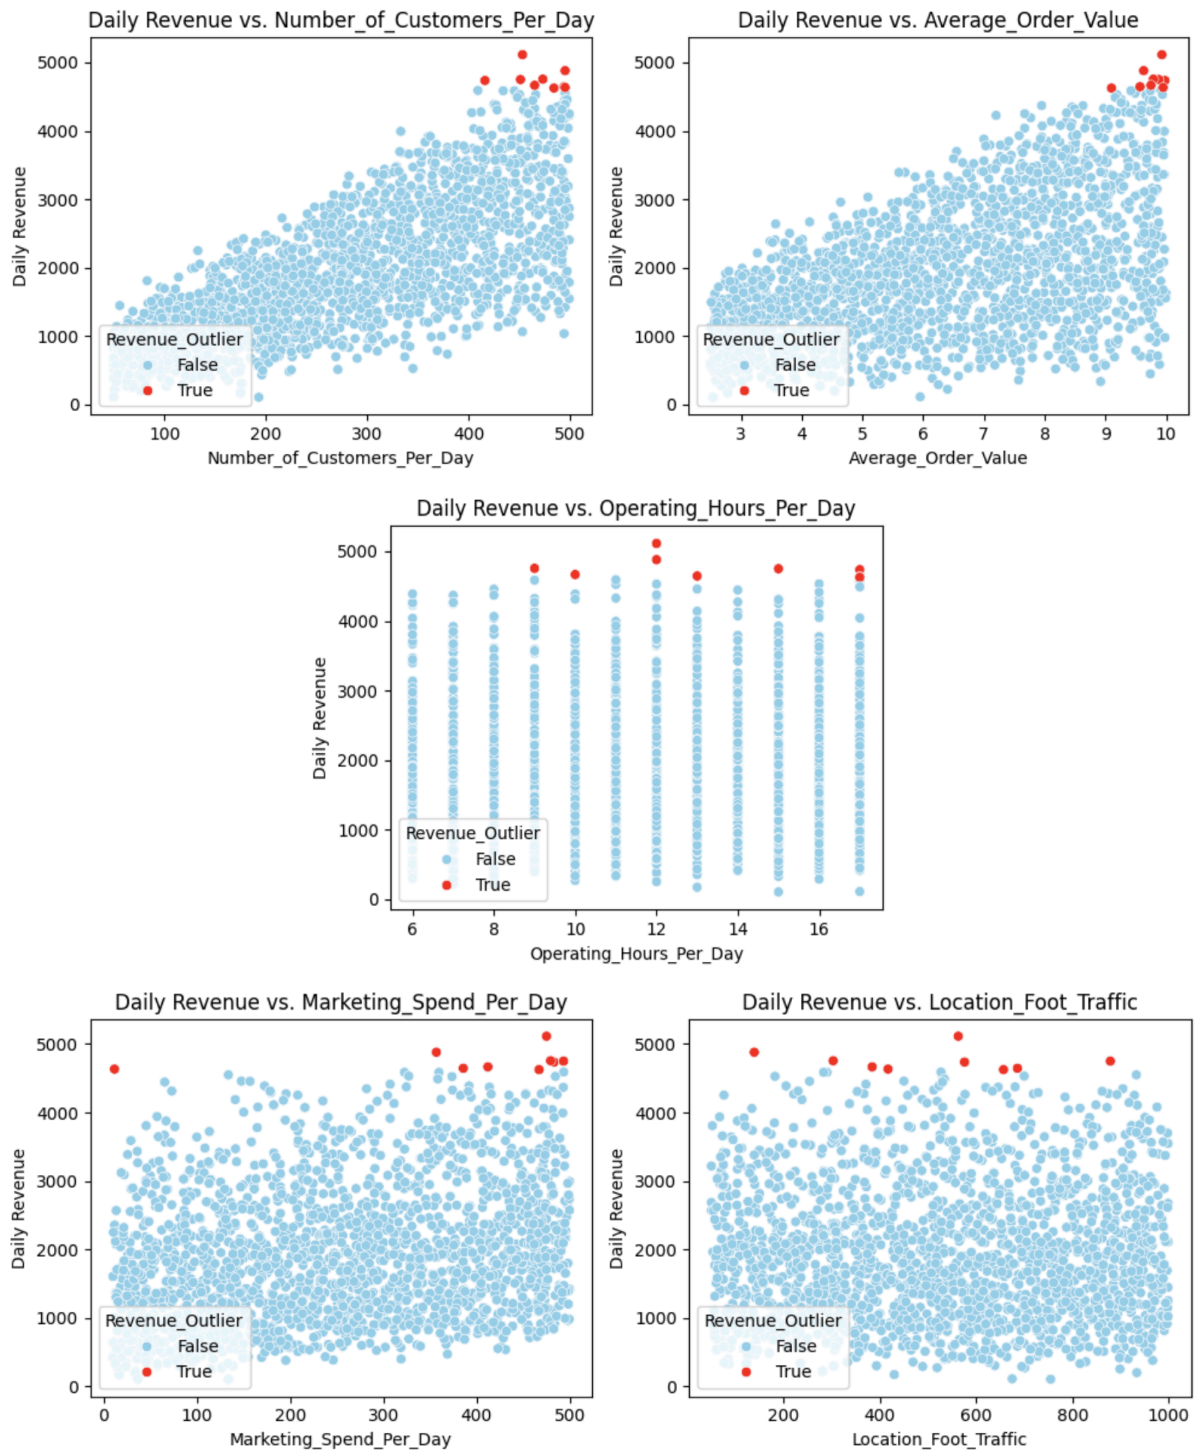 Daily Revenue vs. Number_of_Customers_Per_Day
5000
4000
3000
2000
1000
0
Daily Revenue
Revenue_Outlier
False
True
100 200 300 400 500
Number_of_Customers_Per_Day
Daily Revenue vs. Average_Order_Value
5000
4000
3000
2000
1000
0
Daily Revenue
Revenue_Outlier
False
True
3 4 5 6 7 8 9 10
Average_Order_Value
Daily Revenue vs. Operating_Hours_Per_Day
5000
4000
3000
2000
1000
0
Daily Revenue
Revenue_Outlier
False
True
6 8 10 12 14 16
Operating_Hours_Per_Day
Daily Revenue vs. Marketing_Spend_Per_Day
5000
4000
3000
2000
1000
0
Daily Revenue
Revenue_Outlier
False
True
0 100 200 300 400 500
Marketing_Spend_Per_Day
Daily Revenue vs. Location_Foot_Traffic
5000
4000
3000
2000
1000
0
Daily Revenue
Revenue_Outlier
False
True
200 400 600 800 1000
Location_Foot_Traffic